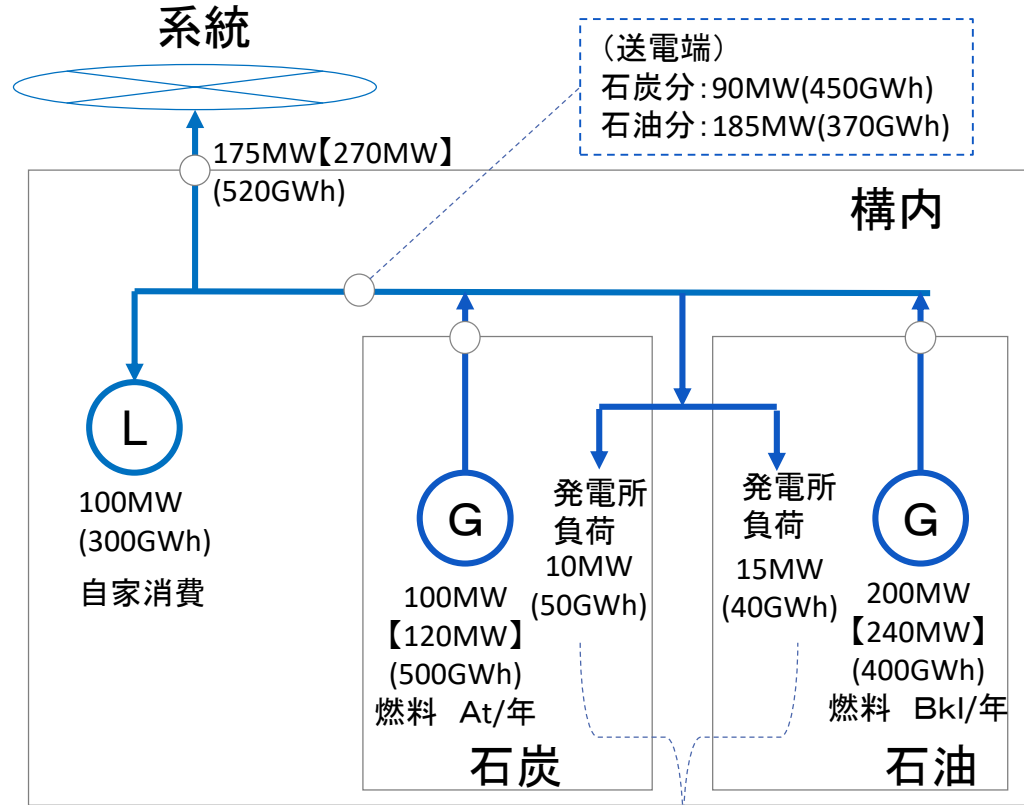 系統
（送電端）
石炭分：90MW(450GWh)
石油分：185MW(370GWh)
175MW【270MW】
(520GWh)
構内
L
100MW
(300GWh)
自家消費
G
100MW
【120MW】
(500GWh)
燃料　At/年
石炭
発電所
負荷
10MW
(50GWh)
発電所
負荷
15MW
(40GWh)
G
200MW
【240MW】
(400GWh)
燃料　Bkl/年
石油